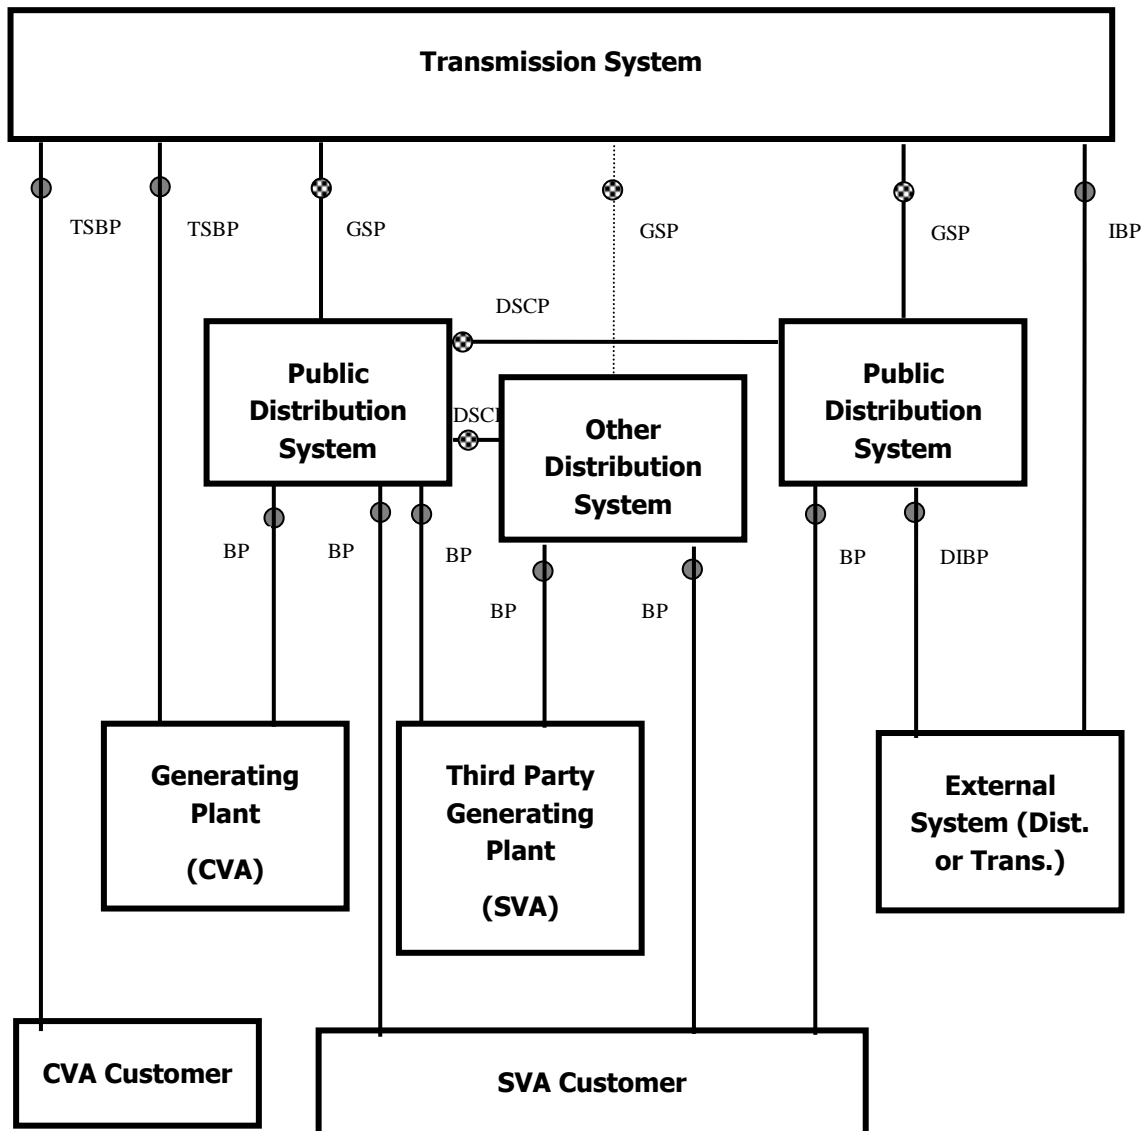 Transmission System
TSBP
TSBP
GSP
GSP
GSP
IBP
DSCP
Public
Distribution
System
DSCP
Other
Distribution
System
Public
Distribution
System
BP
BP
BP
BP
BP
BP
DIBP
Generating
Plant
(CVA)
Third Party
Generating
Plant
(SVA)
External
System (Dist.
or Trans.)
CVA Customer
SVA Customer